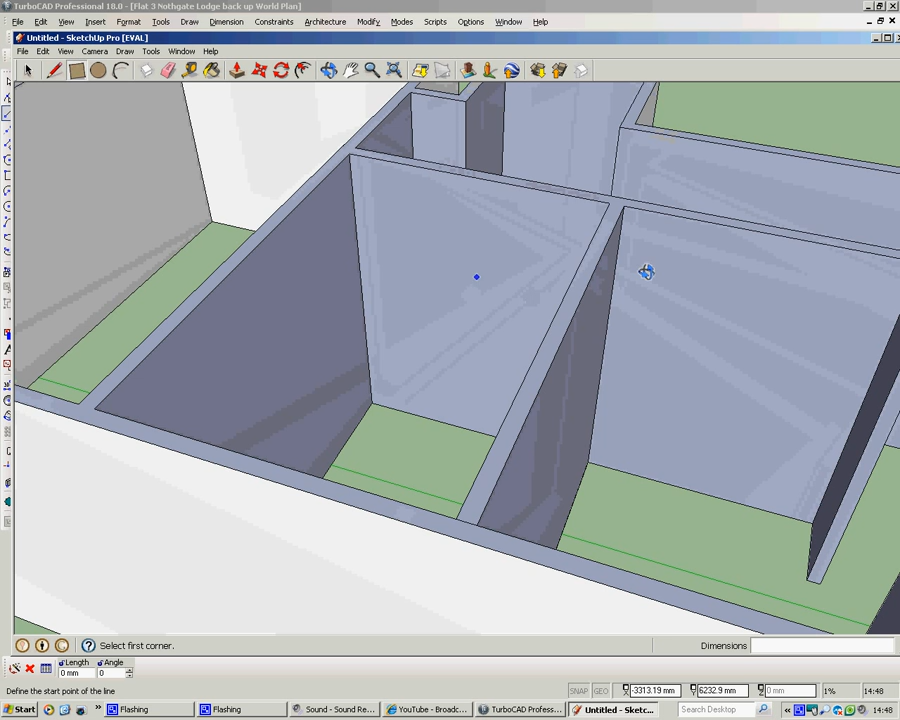 TurboCAD Professional 18.0 - [Flat 3 Nothgate Lodge back up World Plan]
File Edit View Insert Format Tools Draw Dimension Constraints Architecture Modify Modes Scripts Options Window Help
Untitled - SketchUp Pro [EVAL]
File Edit View Camera Draw Tools Window Help
Select first corner.
Dimensions
Length Angle
0 mm 0
Define the start point of the line
SNAP GEO X -3313.19 mm Y 6232.9 mm Z 0 mm 1% 14:48
Start Flashing Flashing Sound - Sound Re... YouTube - Broadc... TurboCAD Profess... Untitled - Sketc... Search Desktop 14:48